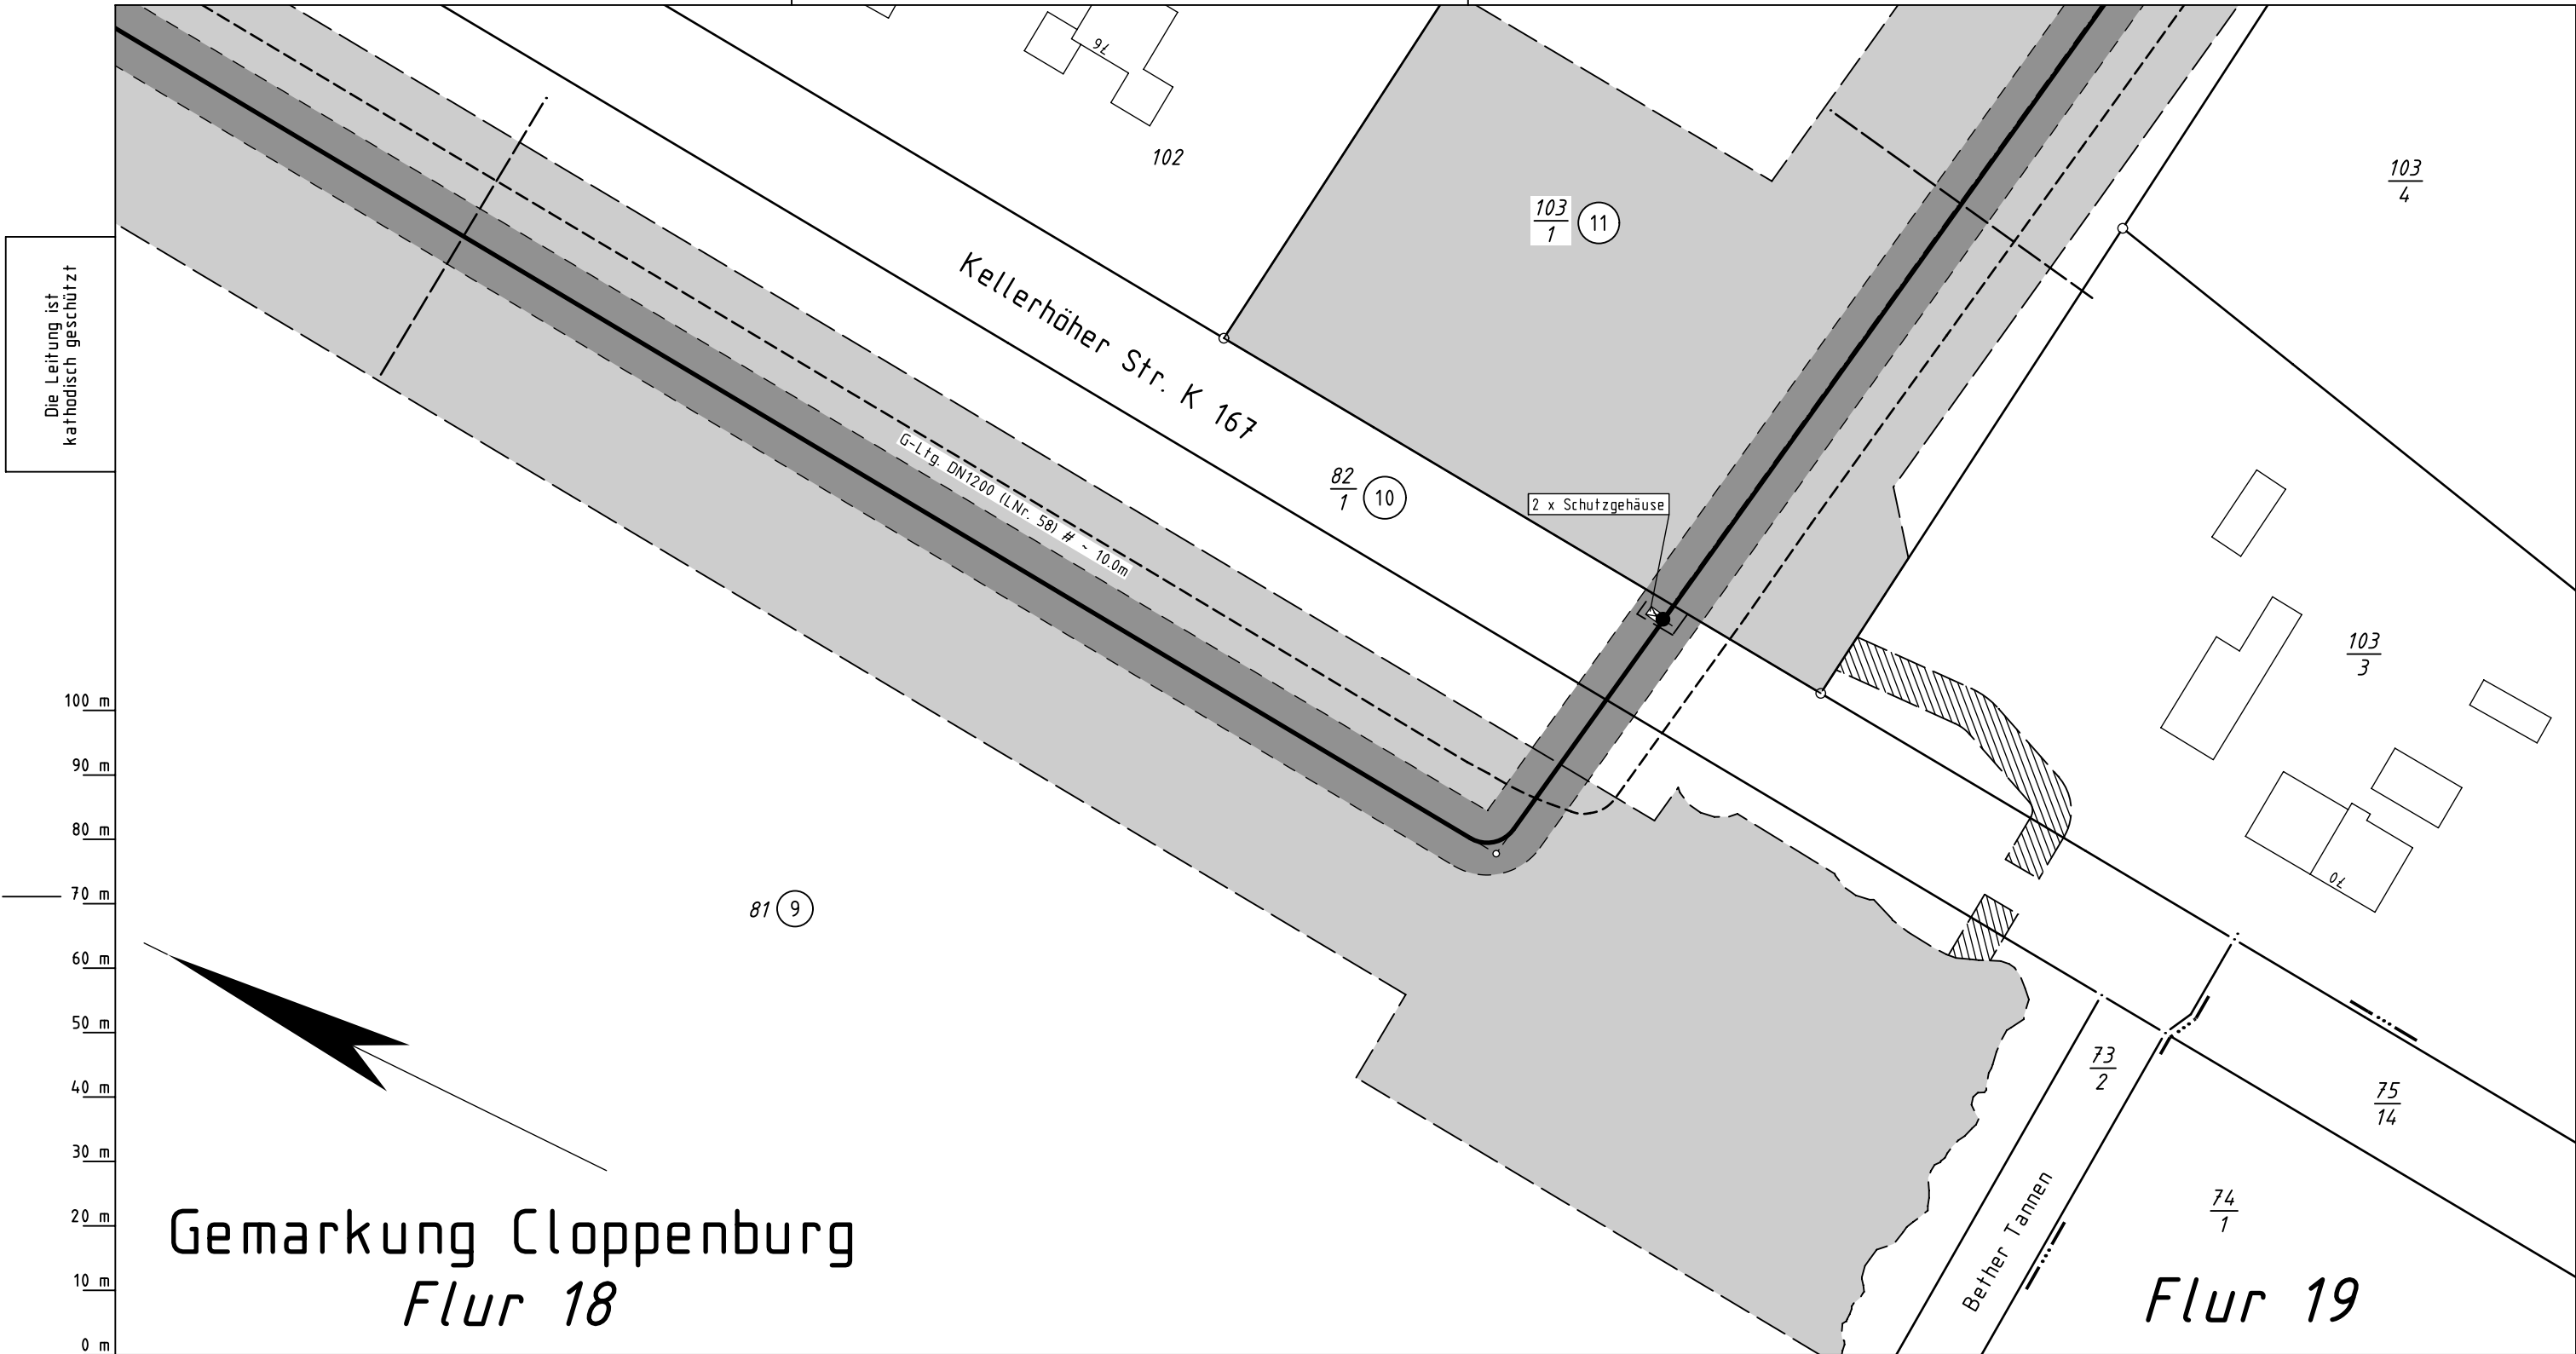 76
102
103
1
11
103
4
Die Leitung ist
kathodisch geschützt
Kellerhöher Str. K 167
G-Ltg. DN1200 (LNr. 58) # ~ 10.0m
82
1
10
2 x Schutzgehäuse
103
3
70
81
9
100 m
90 m
80 m
70 m
60 m
50 m
40 m
30 m
20 m
10 m
0 m
73
2
75
14
74
1
Bether Tannen
Gemarkung Cloppenburg
Flur 18
Flur 19